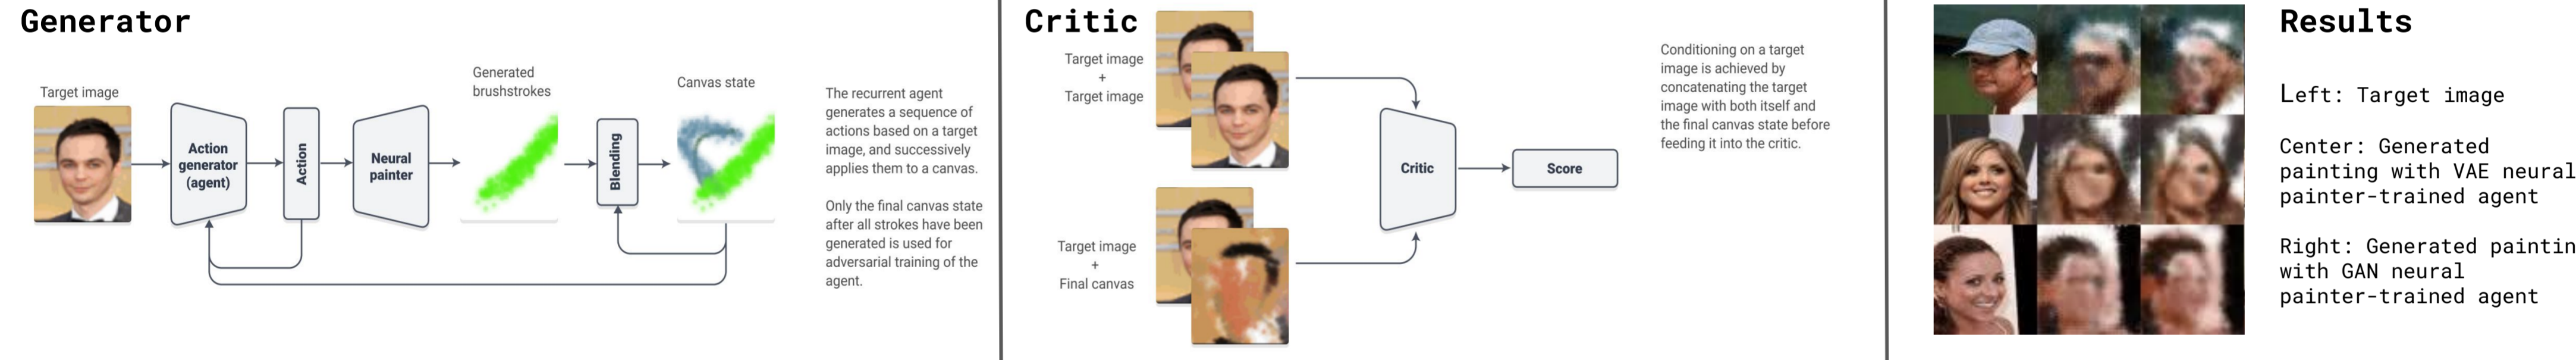 Generator
Target image
Action
generator
(agent)
Action
Neural
painter
Generated
brushstrokes
Blending
Canvas state
The recurrent agent
generates a sequence of
actions based on a target
image, and successively
applies them to a canvas.
Only the final canvas state
after all strokes have been
generated is used for
adversarial training of the
agent.
Critic
Target image
+
Target image
Target image
+
Final canvas
Critic
Score
Conditioning on a target
image is achieved by
concatenating the target
image with both itself and
the final canvas state before
feeding it into the critic.
Results
Left: Target image
Center: Generated
painting with VAE neural
painter-trained agent
Right: Generated paintin
with GAN neural
painter-trained agent